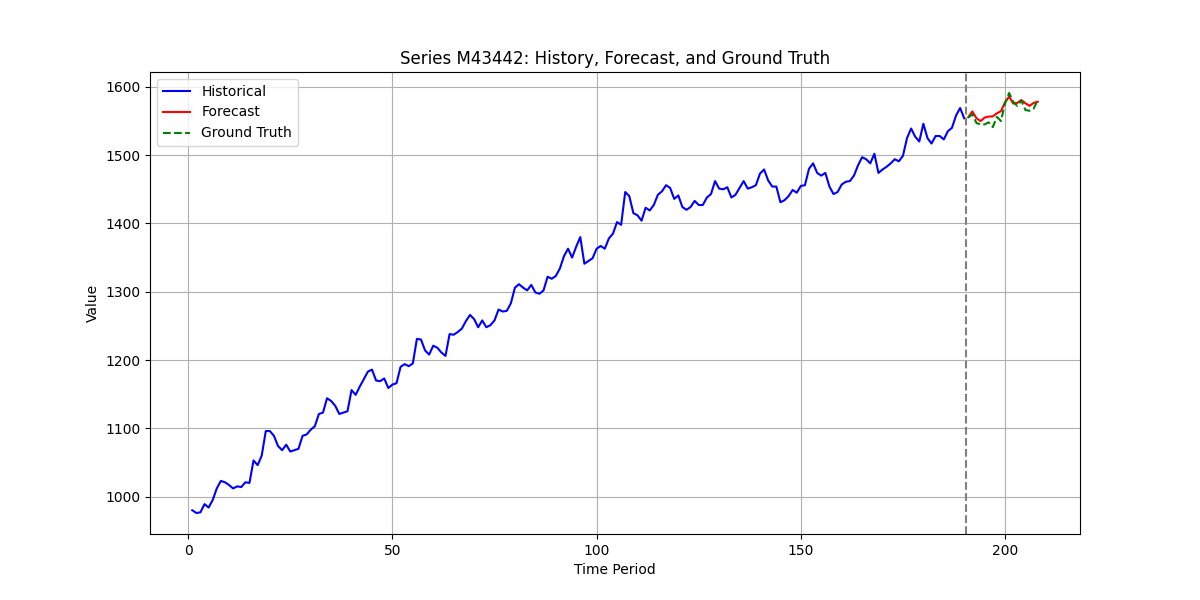 Series M43442: History, Forecast, and Ground Truth
Historical
Forecast
Ground Truth
1600
1500
1400
1300
1200
1100
1000
Value
0 50 100 150 200
Time Period